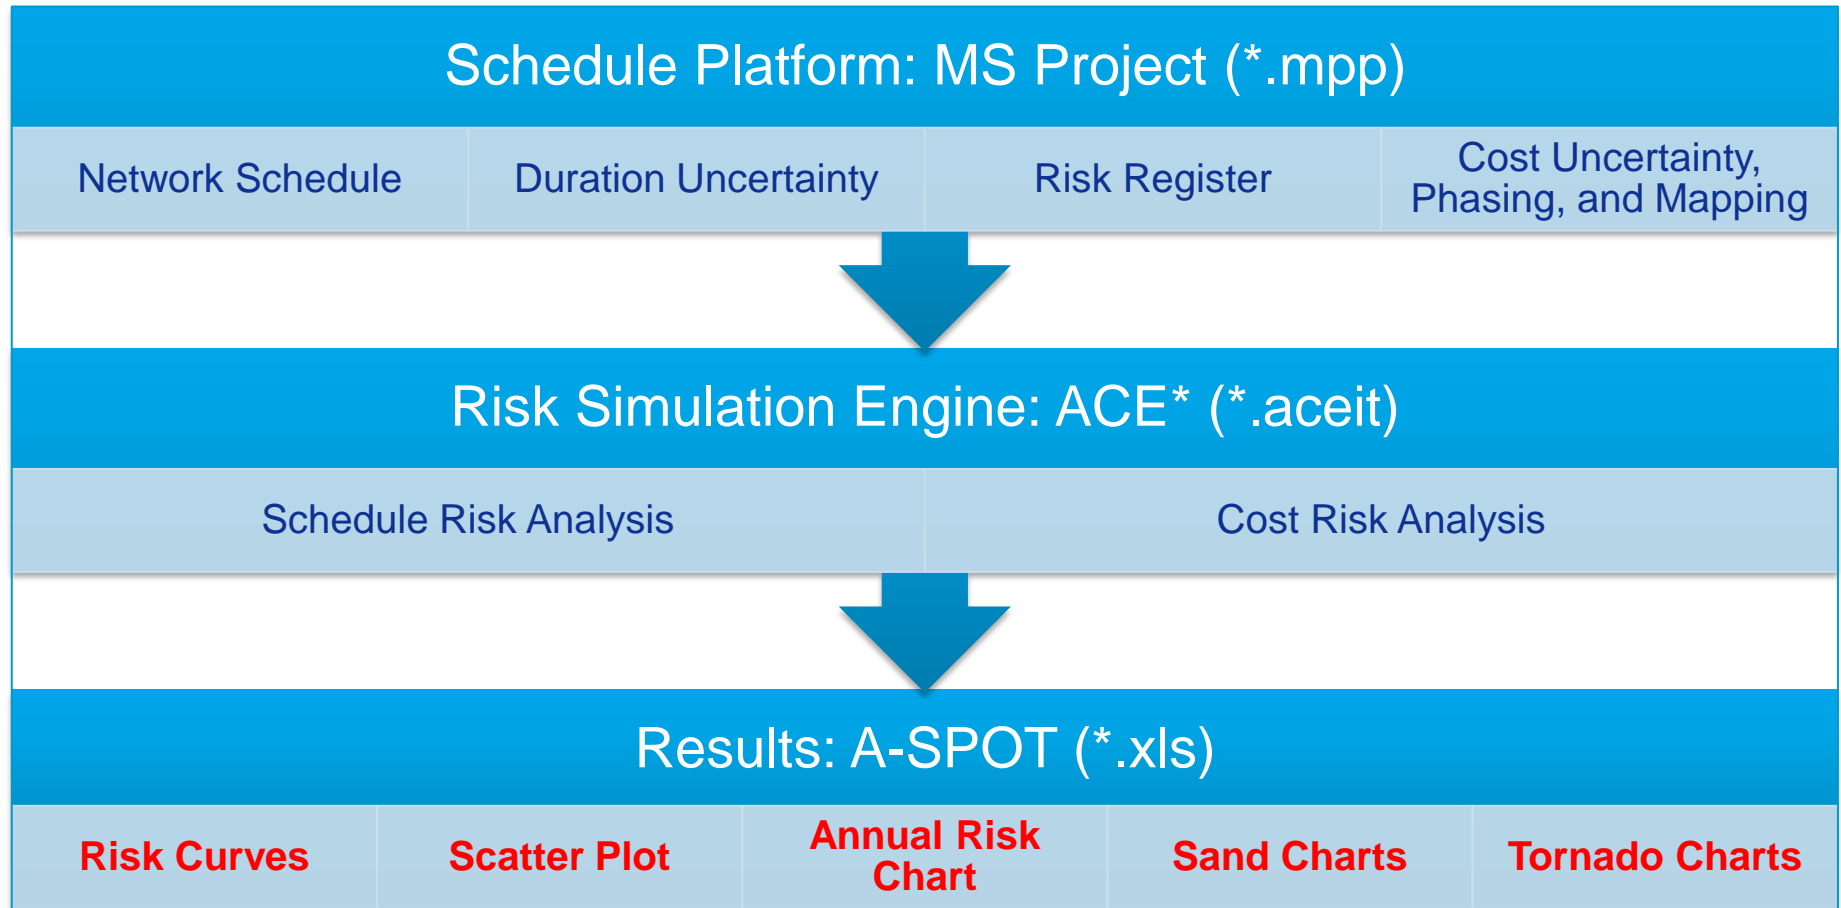 Schedule Platform: MS Project (*.mpp)
Network Schedule
Duration Uncertainty
Risk Register
Cost Uncertainty,
Phasing, and Mapping
Risk Simulation Engine: ACE* (*.aceit)
Schedule Risk Analysis
Cost Risk Analysis
Results: A-SPOT (*.xls)
Risk Curves
Scatter Plot
Annual Risk
Chart
Sand Charts
Tornado Charts